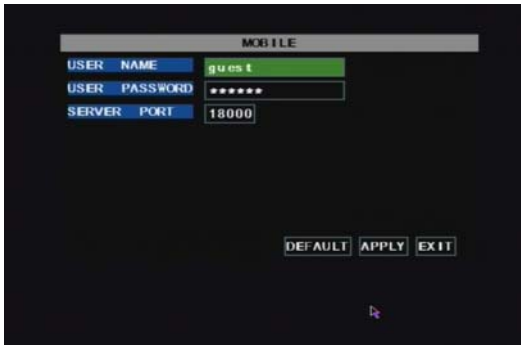 MOBILE
USER NAME guest
USER PASSWORD ******
SERVER PORT 18000
DEFAULT APPLY EXIT